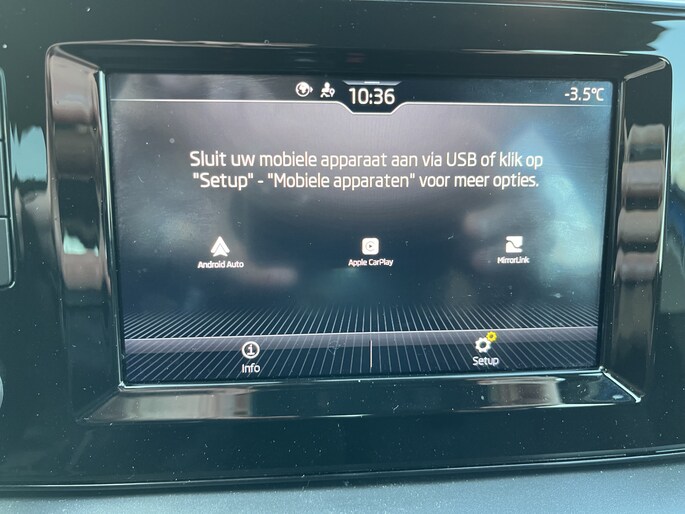 10:36
-3.5°C
Sluit uw mobiele apparaat aan via USB of klik op
"Setup" - "Mobiele apparaten" voor meer opties.
Android Auto
Apple CarPlay
MirrorLink
Info
Setup